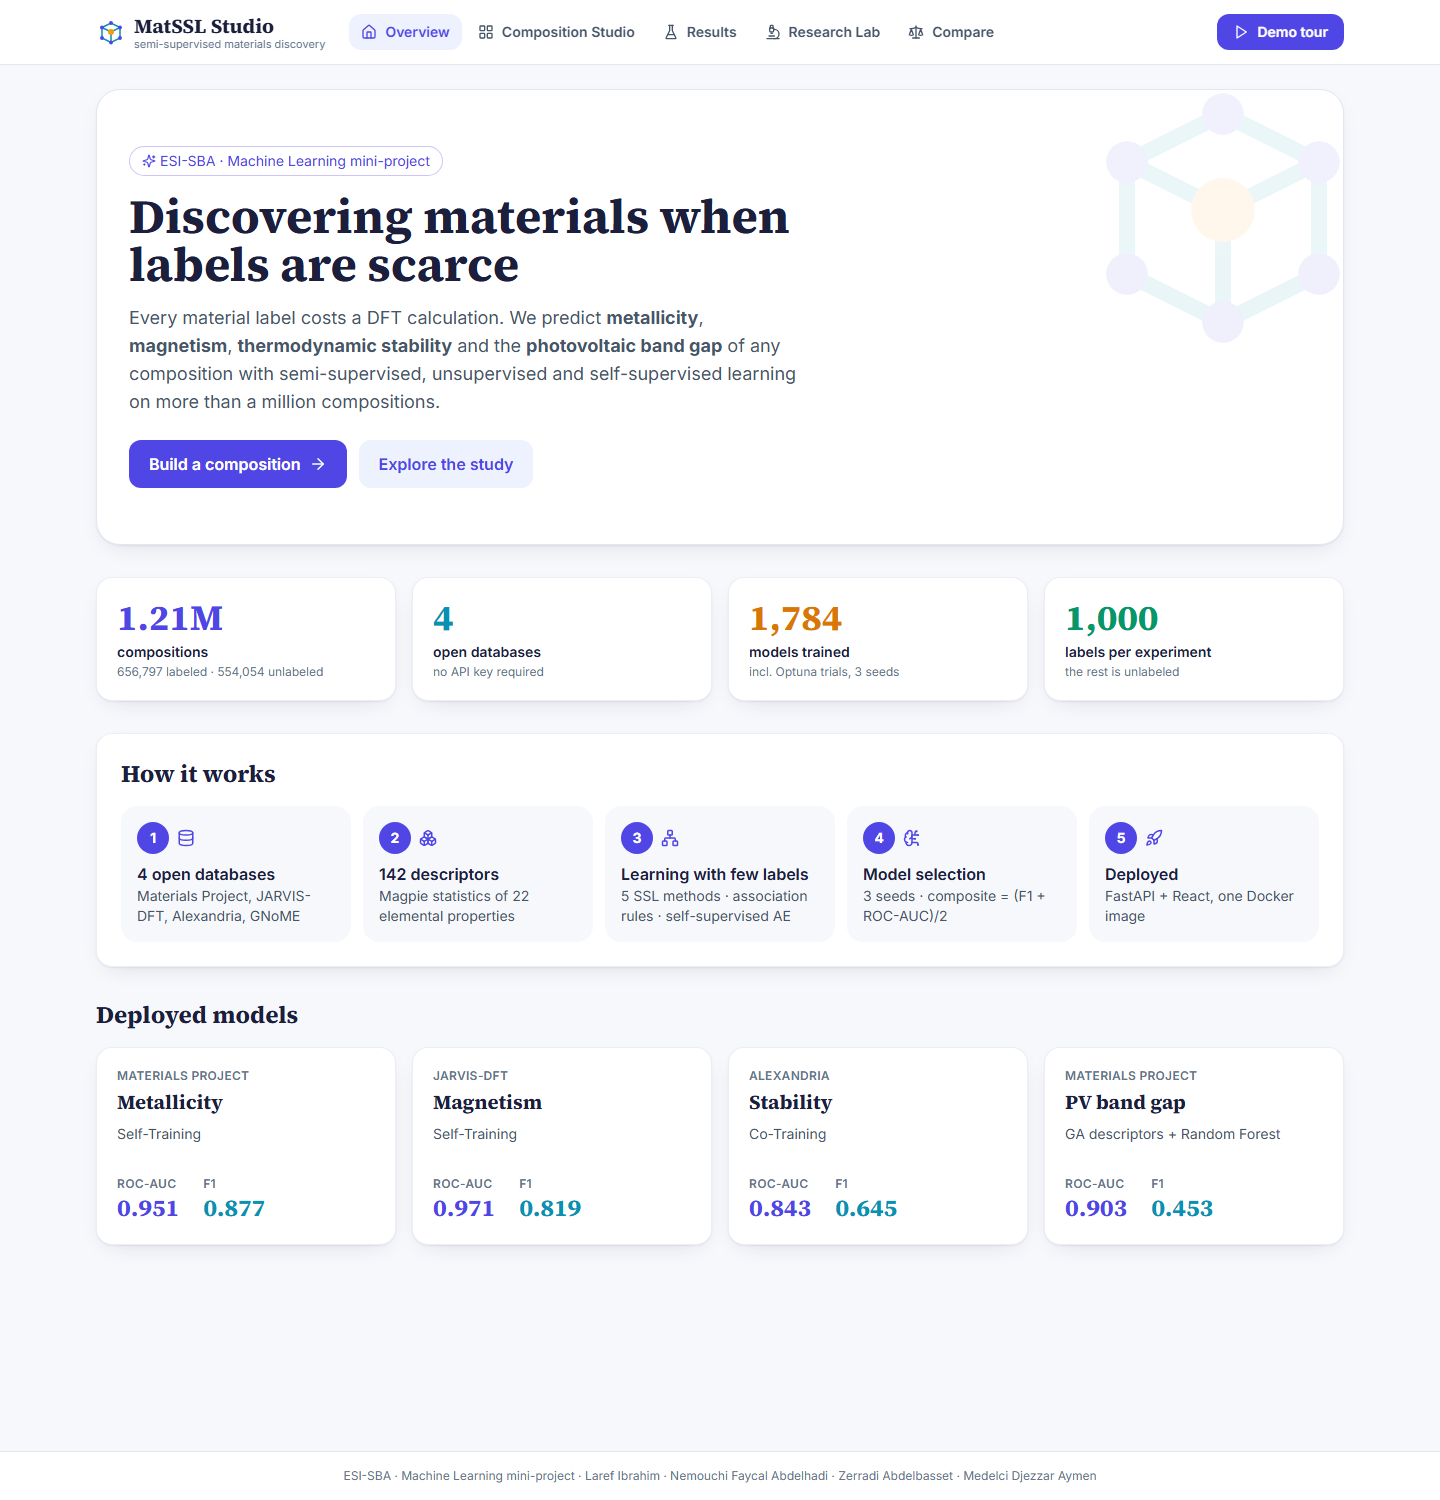 MatSSL Studio
semi-supervised materials discovery
Overview
Composition Studio
Results
Research Lab
Compare
Demo tour
ESI-SBA · Machine Learning mini-project
Discovering materials when
labels are scarce
Every material label costs a DFT calculation. We predict metallicity,
magnetism, thermodynamic stability and the photovoltaic band gap of any
composition with semi-supervised, unsupervised and self-supervised learning
on more than a million compositions.
Build a composition
Explore the study
1.21M
compositions
656,797 labeled · 554,054 unlabeled
4
open databases
no API key required
1,784
models trained
incl. Optuna trials, 3 seeds
1,000
labels per experiment
the rest is unlabeled
How it works
1
4 open databases
Materials Project, JARVIS-
DFT, Alexandria, GNoME
2
142 descriptors
Magpie statistics of 22
elemental properties
3
Learning with few labels
5 SSL methods · association
rules · self-supervised AE
4
Model selection
3 seeds · composite = (F1 +
ROC-AUC)/2
5
Deployed
FastAPI + React, one Docker
image
Deployed models
MATERIALS PROJECT
Metallicity
Self-Training
ROC-AUC F1
0.951 0.877
JARVIS-DFT
Magnetism
Self-Training
ROC-AUC F1
0.971 0.819
ALEXANDRIA
Stability
Co-Training
ROC-AUC F1
0.843 0.645
MATERIALS PROJECT
PV band gap
GA descriptors + Random Forest
ROC-AUC F1
0.903 0.453
ESI-SBA · Machine Learning mini-project · Laref Ibrahim · Nemouchi Faycal Abdelhadi · Zerradi Abdelbasset · Medelci Djezzar Aymen